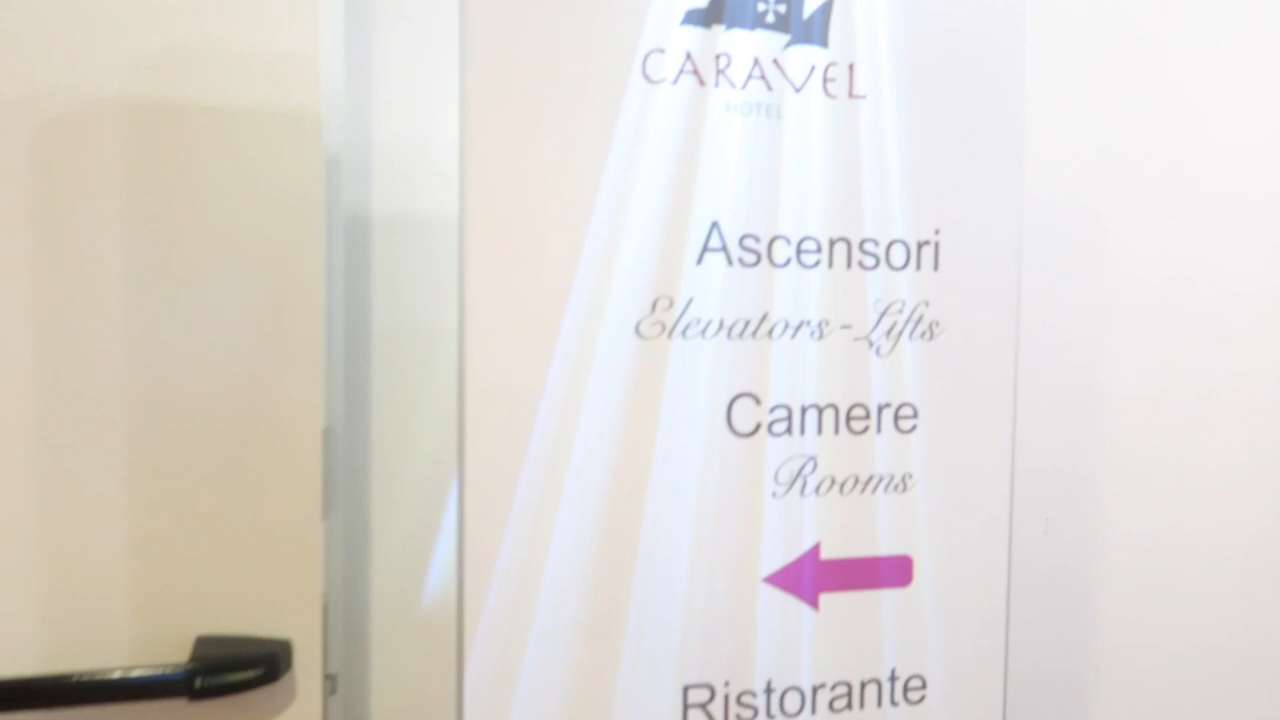 CARAVEL
HOTEL
Ascensori
Elevators - Lifts
Camere
Rooms
Ristorante